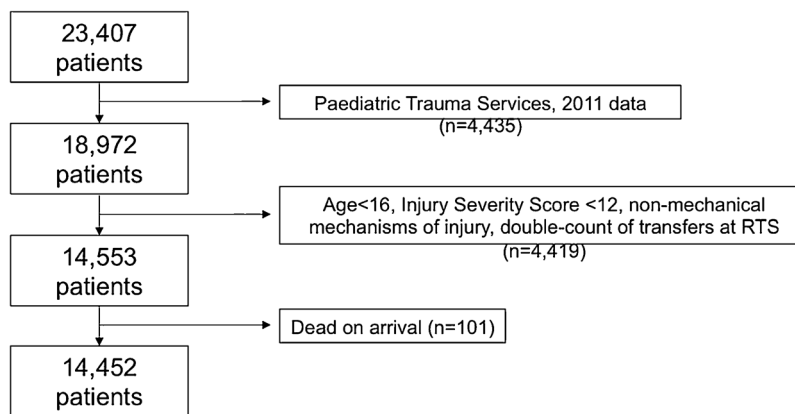 23,407
patients
Paediatric Trauma Services, 2011 data
(n=4,435)
18,972
patients
Age<16, Injury Severity Score <12, non-mechanical
mechanisms of injury, double-count of transfers at RTS
(n=4,419)
14,553
patients
Dead on arrival (n=101)
14,452
patients